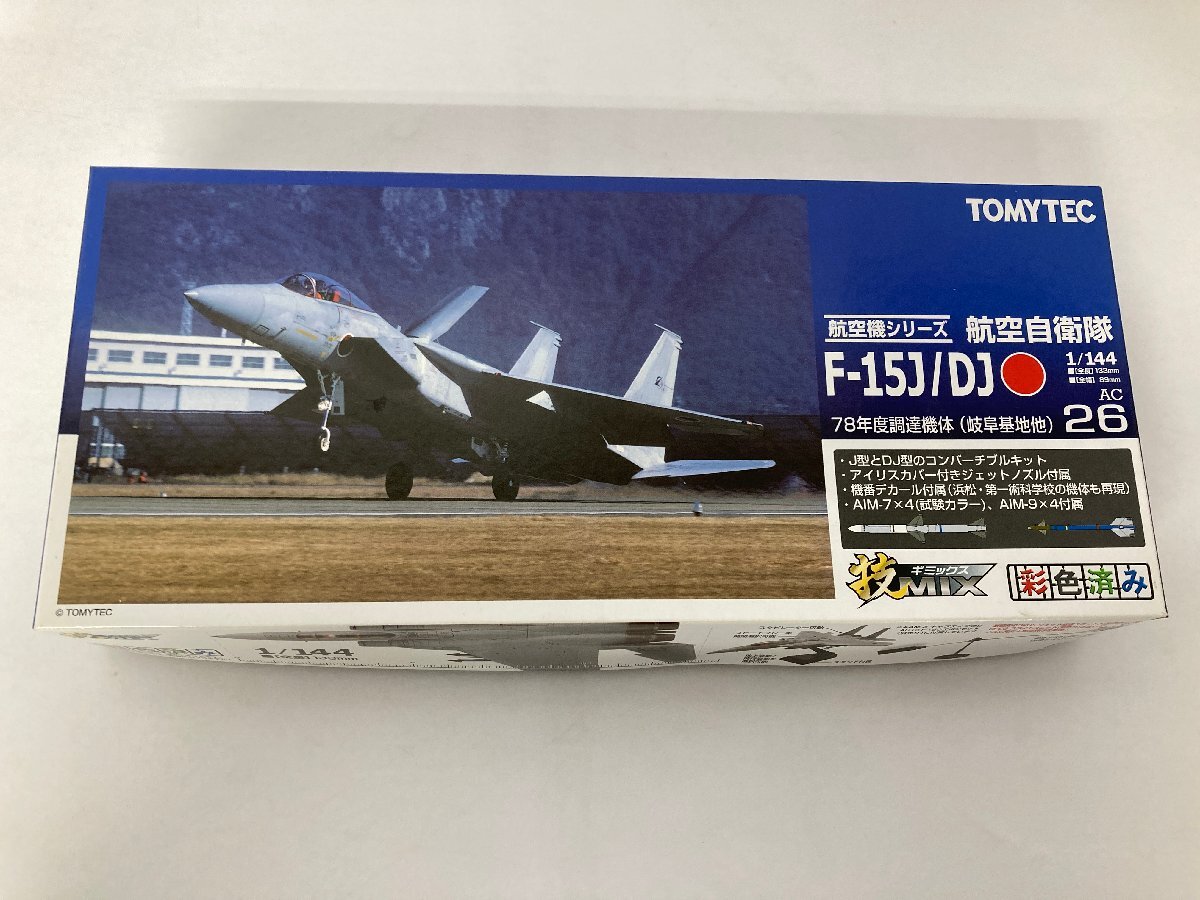 TOMYTEC
航空機シリーズ 航空自衛隊
F-15J/DJ 1/144
■[全長]133mm
■[全幅]89mm
78年度調達機体(岐阜基地他) AC 26
・J型とDJ型のコンバーチブルキット
・アイリスカバー付きジェットノズル付属
・機番デカール付属(浜松・第一術科学校の機体も再現)
・AIM-7×4(試験カラー)、AIM-9×4付属
技MIX ギミックス 彩色済み
© TOMYTEC
1/144